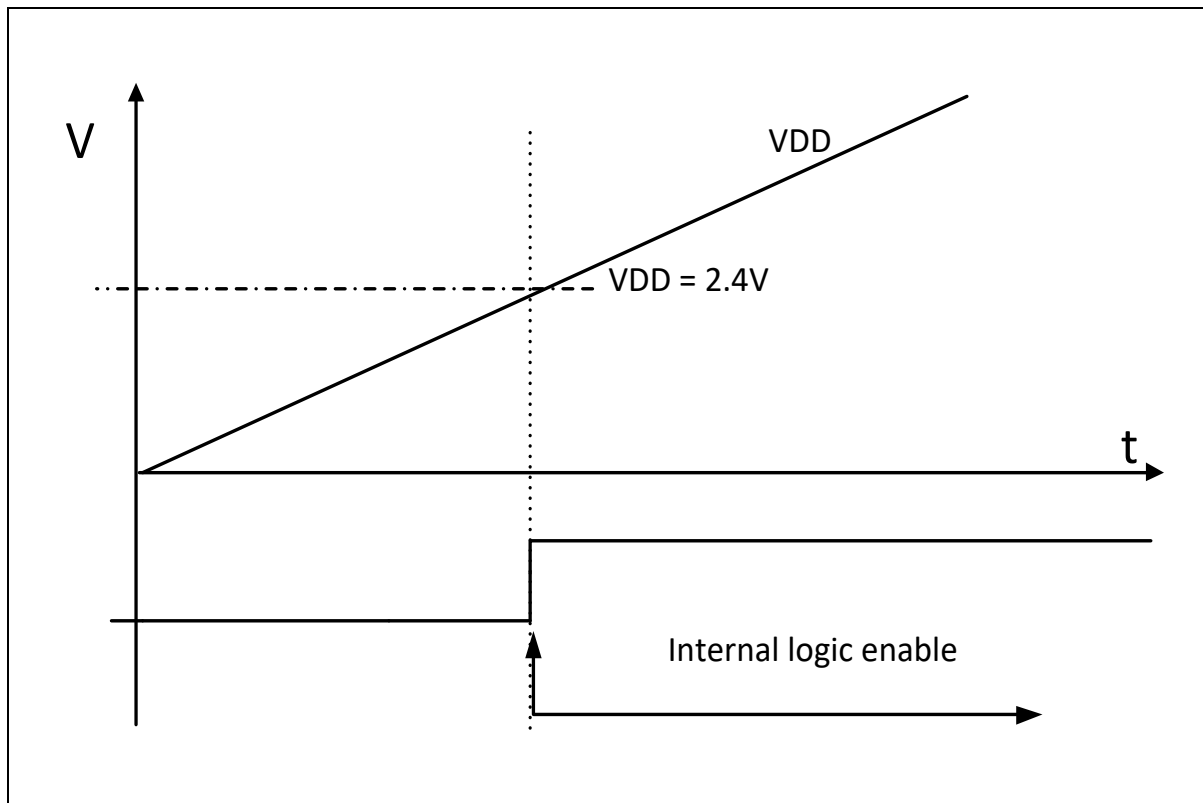 V
VDD
VDD = 2.4V
t
Internal logic enable